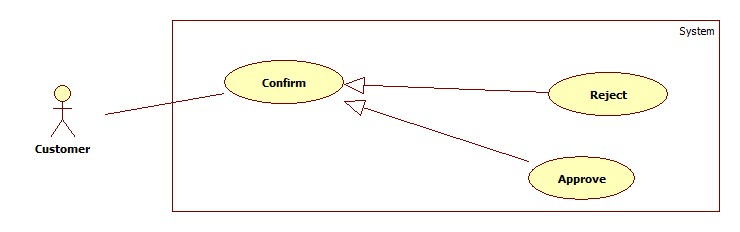 System
Confirm
Reject
Customer
Approve